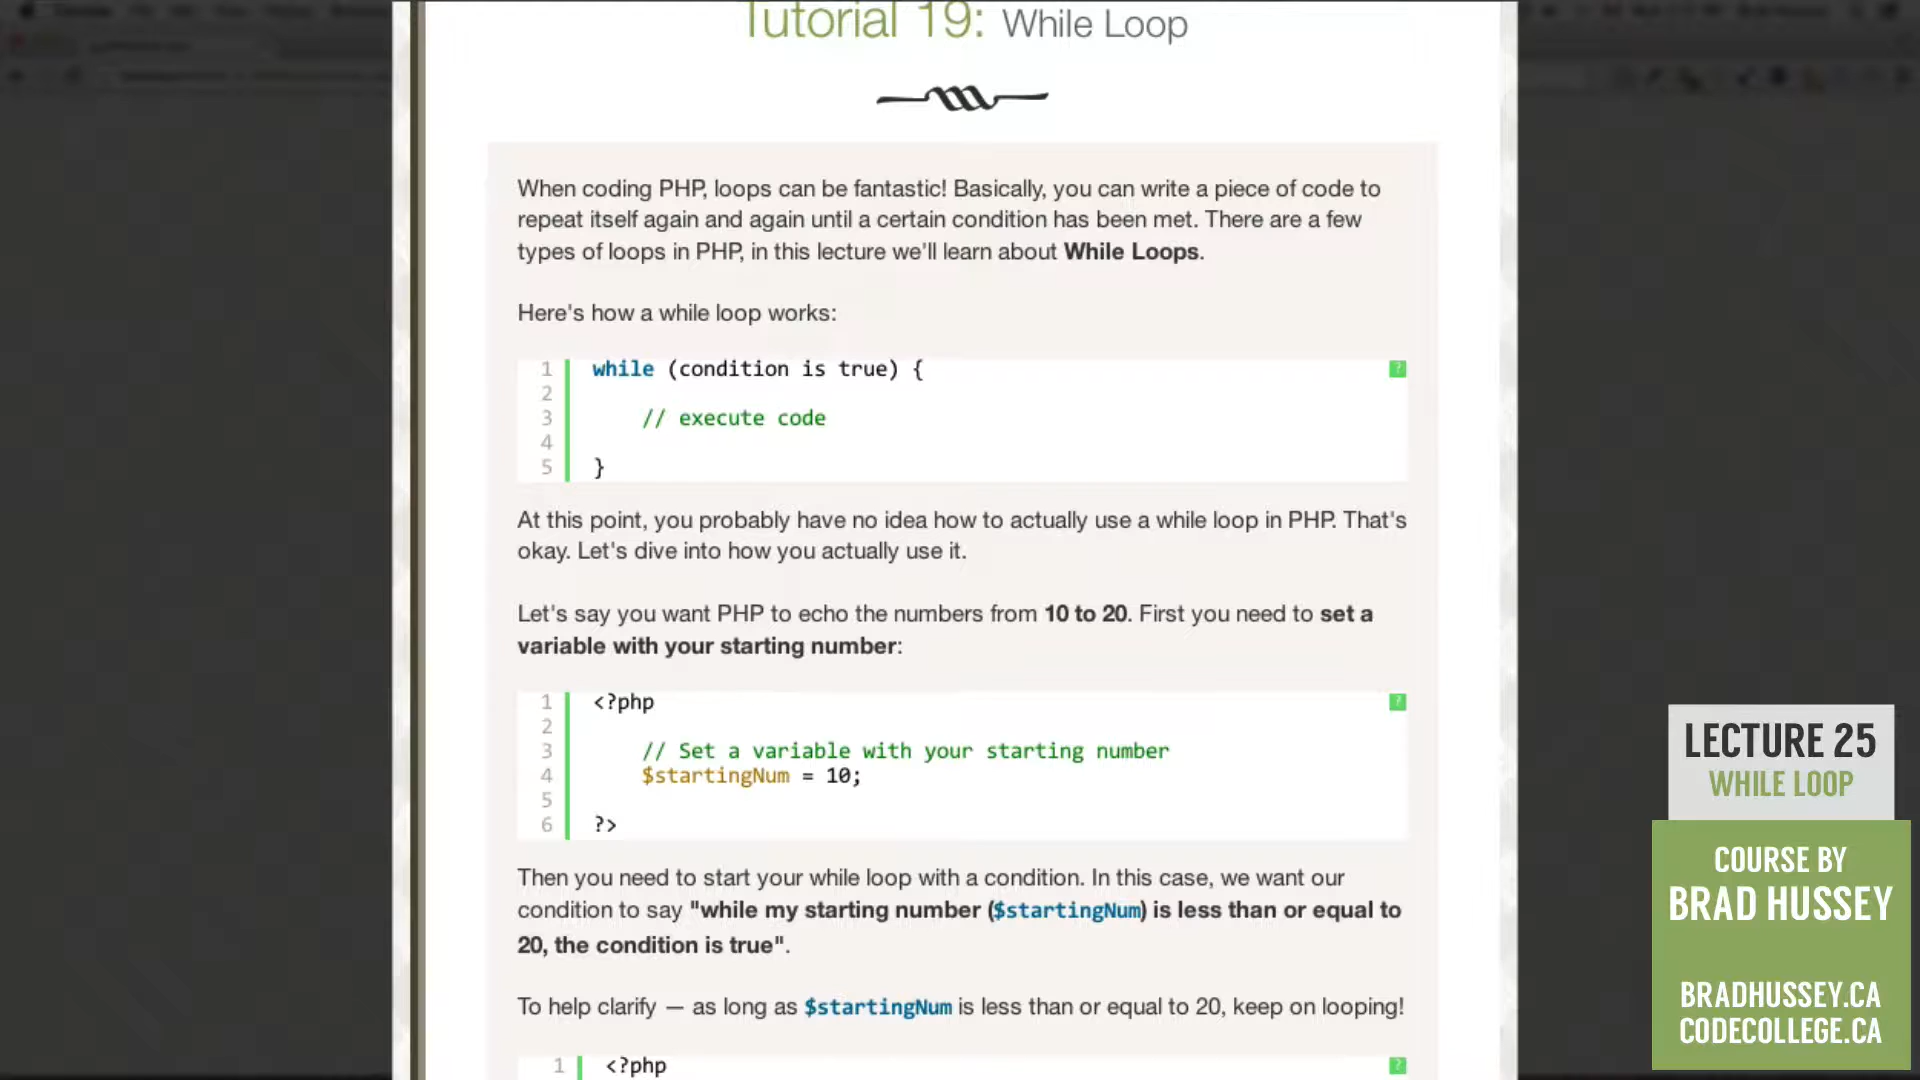 Tutorial 19: While Loop
When coding PHP, loops can be fantastic! Basically, you can write a piece of code to
repeat itself again and again until a certain condition has been met. There are a few
types of loops in PHP, in this lecture we'll learn about While Loops.
Here's how a while loop works:
1 while (condition is true) { ?
2
3 // execute code
4
5 }
At this point, you probably have no idea how to actually use a while loop in PHP. That's
okay. Let's dive into how you actually use it.
Let's say you want PHP to echo the numbers from 10 to 20. First you need to set a
variable with your starting number:
1 <?php ?
2
3 // Set a variable with your starting number
4 $startingNum = 10;
5
6 ?>
Then you need to start your while loop with a condition. In this case, we want our
condition to say "while my starting number ($startingNum) is less than or equal to
20, the condition is true".
To help clarify — as long as $startingNum is less than or equal to 20, keep on looping!
1 <?php ?
LECTURE 25
WHILE LOOP
COURSE BY
BRAD HUSSEY
BRADHUSSEY.CA
CODECOLLEGE.CA